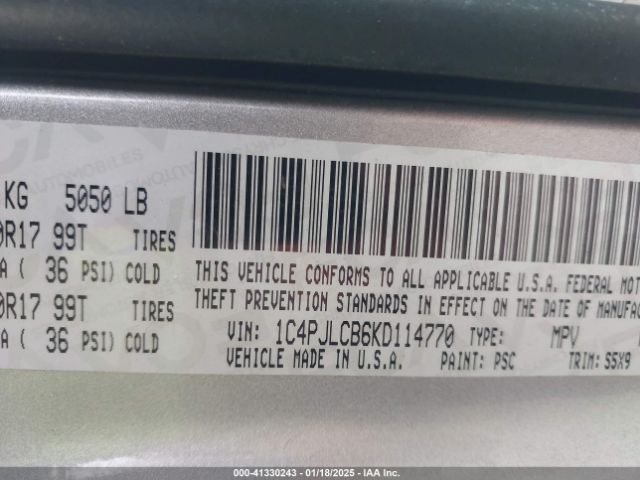 KG 5050 LB
0R17 99T TIRES
A ( 36 PSI) COLD
0R17 99T TIRES
A ( 36 PSI) COLD
THIS VEHICLE CONFORMS TO ALL APPLICABLE U.S.A. FEDERAL MOT
THEFT PREVENTION STANDARDS IN EFFECT ON THE DATE OF MANUFAC
VIN: 1C4PJLCB6KD114770 TYPE: MPV
VEHICLE MADE IN U.S.A. PAINT: PSC TRIM: S5X9
000-41330243 - 01/18/2025 - IAA Holdings, LLC.